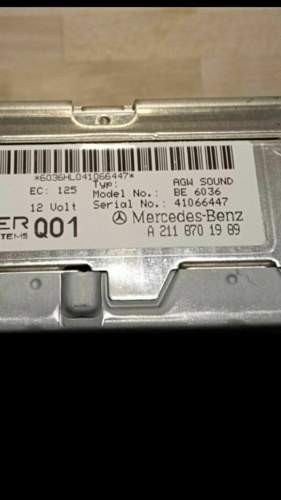 *6036HL041066447*
EC: 125 Typ: AGW SOUND
Model No.: BE 6036
12 Volt Serial No.: 41066447
Q01 Mercedes-Benz
A 211 870 19 89